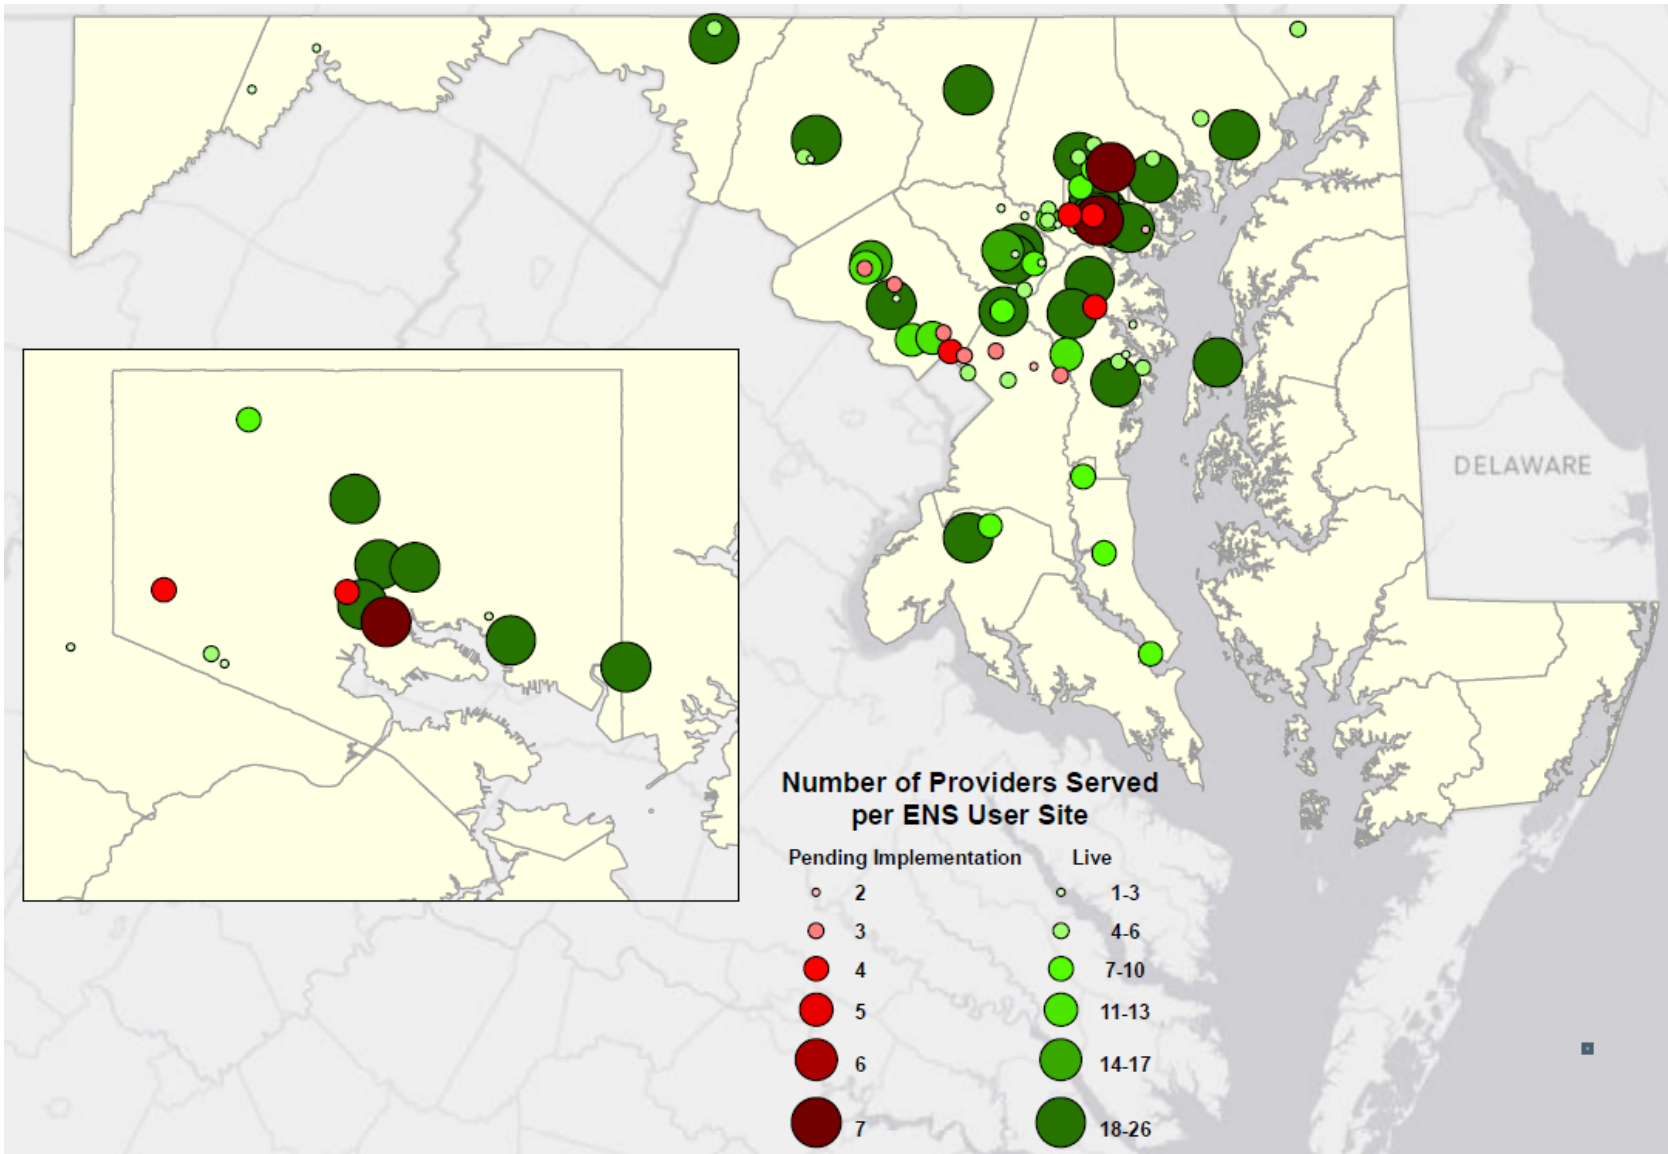 DELAWARE
Number of Providers Served
per ENS User Site
Pending Implementation Live
2 1-3
3 4-6
4 7-10
5 11-13
6 14-17
7 18-26